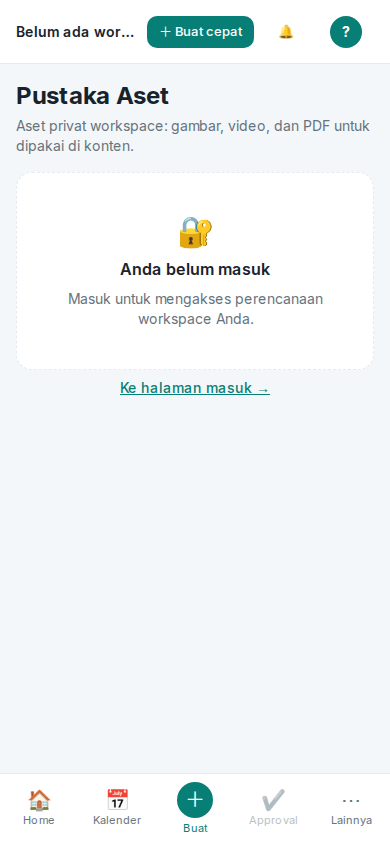 Belum ada wor...
+ Buat cepat
?
Pustaka Aset
Aset privat workspace: gambar, video, dan PDF untuk
dipakai di konten.
Anda belum masuk
Masuk untuk mengakses perencanaan
workspace Anda.
Ke halaman masuk →
Home
Kalender
Buat
Approval
Lainnya